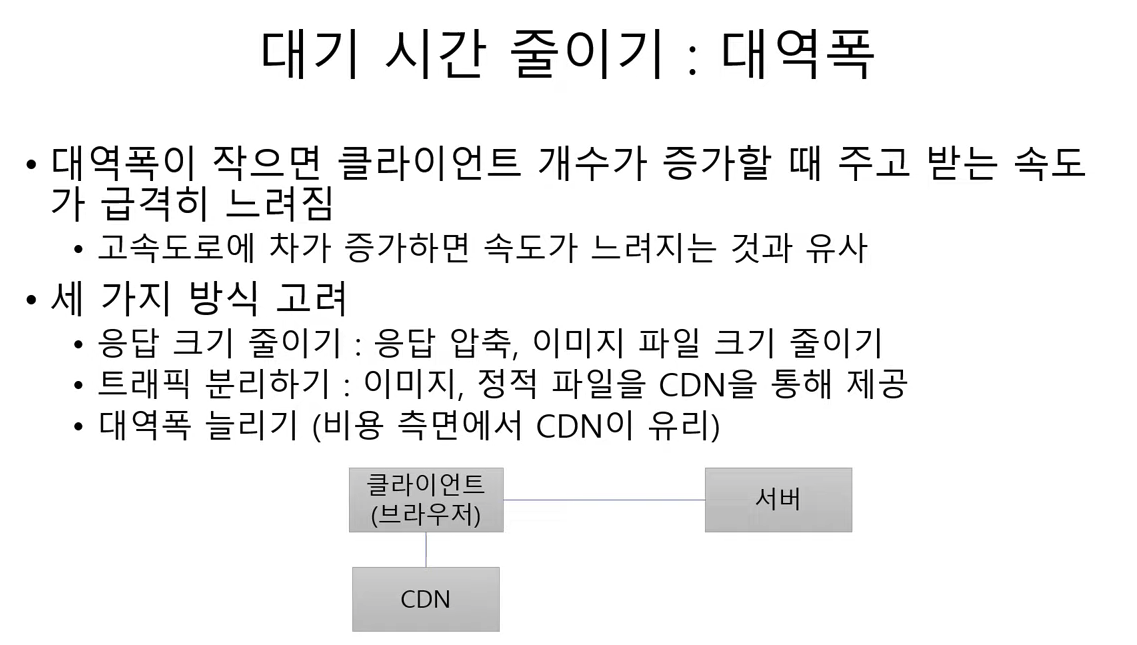 대기 시간 줄이기 : 대역폭
• 대역폭이 작으면 클라이언트 개수가 증가할 때 주고 받는 속도
가 급격히 느려짐
• 고속도로에 차가 증가하면 속도가 느려지는 것과 유사
• 세 가지 방식 고려
• 응답 크기 줄이기 : 응답 압축, 이미지 파일 크기 줄이기
• 트래픽 분리하기 : 이미지, 정적 파일을 CDN을 통해 제공
• 대역폭 늘리기 (비용 측면에서 CDN이 유리)
클라이언트
(브라우저)
서버
CDN